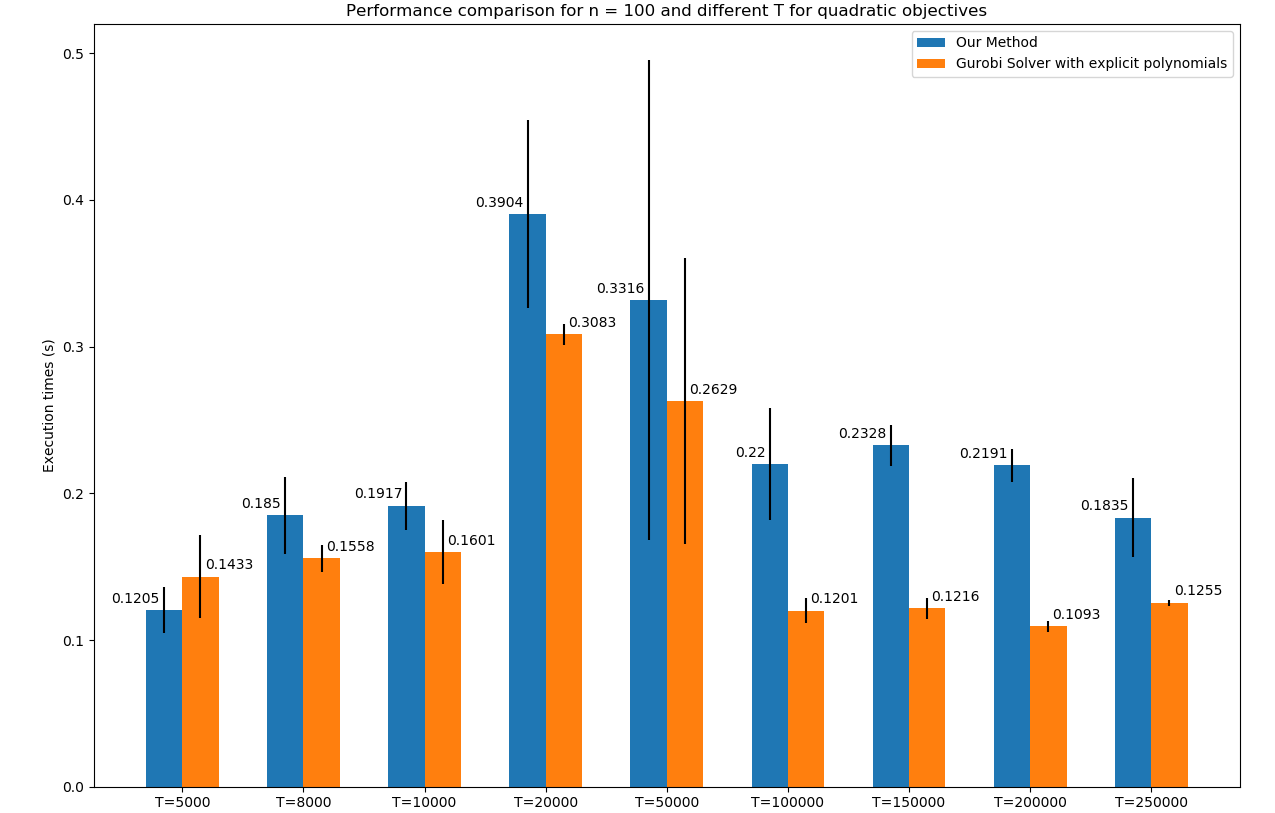 Performance comparison for n = 100 and different T for quadratic objectives
Our Method
Gurobi Solver with explicit polynomials
Execution times (s)
0.5
0.4
0.3
0.2
0.1
0.0
0.1205
0.1433
0.185
0.1558
0.1917
0.1601
0.3904
0.3083
0.3316
0.2629
0.22
0.1201
0.2328
0.1216
0.2191
0.1093
0.1835
0.1255
T=5000
T=8000
T=10000
T=20000
T=50000
T=100000
T=150000
T=200000
T=250000